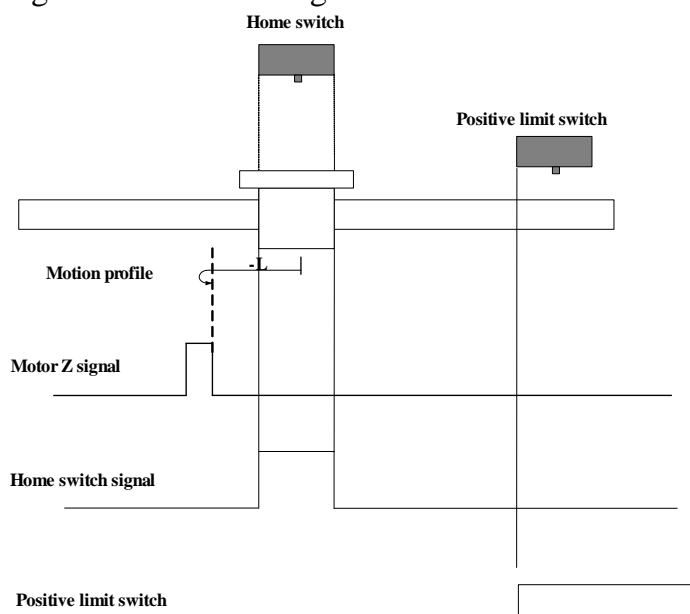 Home switch
Positive limit switch
-L
Motion profile
Motor Z signal
Home switch signal
Positive limit switch